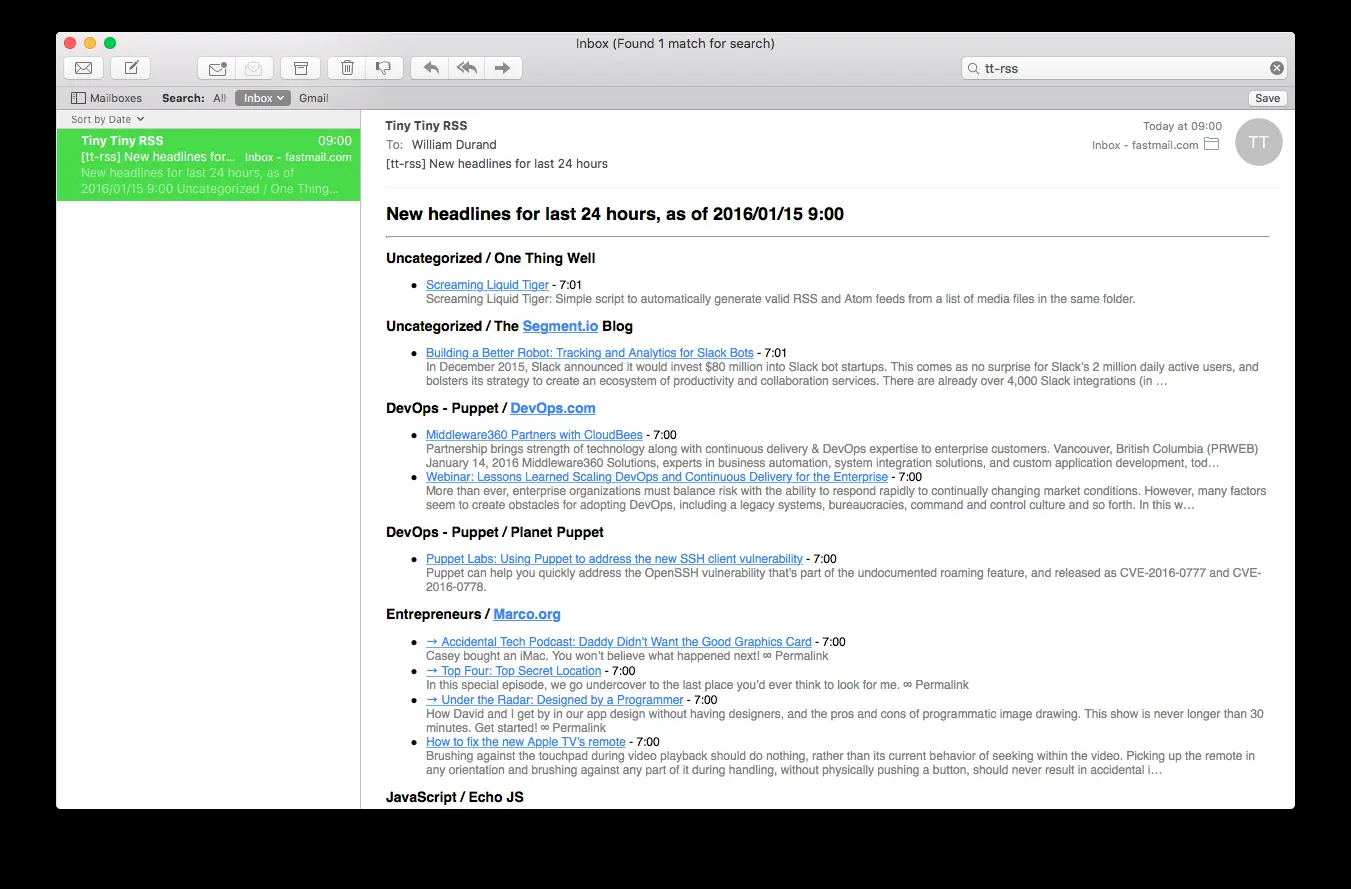 Inbox (Found 1 match for search)
tt-rss
Mailboxes Search: All Inbox Gmail Save
Sort by Date
Tiny Tiny RSS 09:00
[tt-rss] New headlines for... Inbox - fastmail.com
New headlines for last 24 hours, as of
2016/01/15 9:00 Uncategorized / One Thing...
Tiny Tiny RSS
Today at 09:00
To: William Durand
Inbox - fastmail.com
TT
[tt-rss] New headlines for last 24 hours
New headlines for last 24 hours, as of 2016/01/15 9:00
Uncategorized / One Thing Well
• Screaming Liquid Tiger - 7:01
Screaming Liquid Tiger: Simple script to automatically generate valid RSS and Atom feeds from a list of media files in the same folder.
Uncategorized / The Segment.io Blog
• Building a Better Robot: Tracking and Analytics for Slack Bots - 7:01
In December 2015, Slack announced it would invest $80 million into Slack bot startups. This comes as no surprise for Slack's 2 million daily active users, and
bolsters its strategy to create an ecosystem of productivity and collaboration services. There are already over 4,000 Slack integrations (in …
DevOps - Puppet / DevOps.com
• Middleware360 Partners with CloudBees - 7:00
Partnership brings strength of technology along with continuous delivery & DevOps expertise to enterprise customers. Vancouver, British Columbia (PRWEB)
January 14, 2016 Middleware360 Solutions, experts in business automation, system integration solutions, and custom application development, tod…
• Webinar: Lessons Learned Scaling DevOps and Continuous Delivery for the Enterprise - 7:00
More than ever, enterprise organizations must balance risk with the ability to respond rapidly to continually changing market conditions. However, many factors
seem to create obstacles for adopting DevOps, including a legacy systems, bureaucracies, command and control culture and so forth. In this w…
DevOps - Puppet / Planet Puppet
• Puppet Labs: Using Puppet to address the new SSH client vulnerability - 7:00
Puppet can help you quickly address the OpenSSH vulnerability that's part of the undocumented roaming feature, and released as CVE-2016-0777 and CVE-
2016-0778.
Entrepreneurs / Marco.org
• → Accidental Tech Podcast: Daddy Didn't Want the Good Graphics Card - 7:00
Casey bought an iMac. You won't believe what happened next! ∞ Permalink
• → Top Four: Top Secret Location - 7:00
In this special episode, we go undercover to the last place you'd ever think to look for me. ∞ Permalink
• → Under the Radar: Designed by a Programmer - 7:00
How David and I get by in our app design without having designers, and the pros and cons of programmatic image drawing. This show is never longer than 30
minutes. Get started! ∞ Permalink
• How to fix the new Apple TV's remote - 7:00
Brushing against the touchpad during video playback should do nothing, rather than its current behavior of seeking within the video. Picking up the remote in
any orientation and brushing against any part of it during handling, without physically pushing a button, should never result in accidental i…
JavaScript / Echo JS